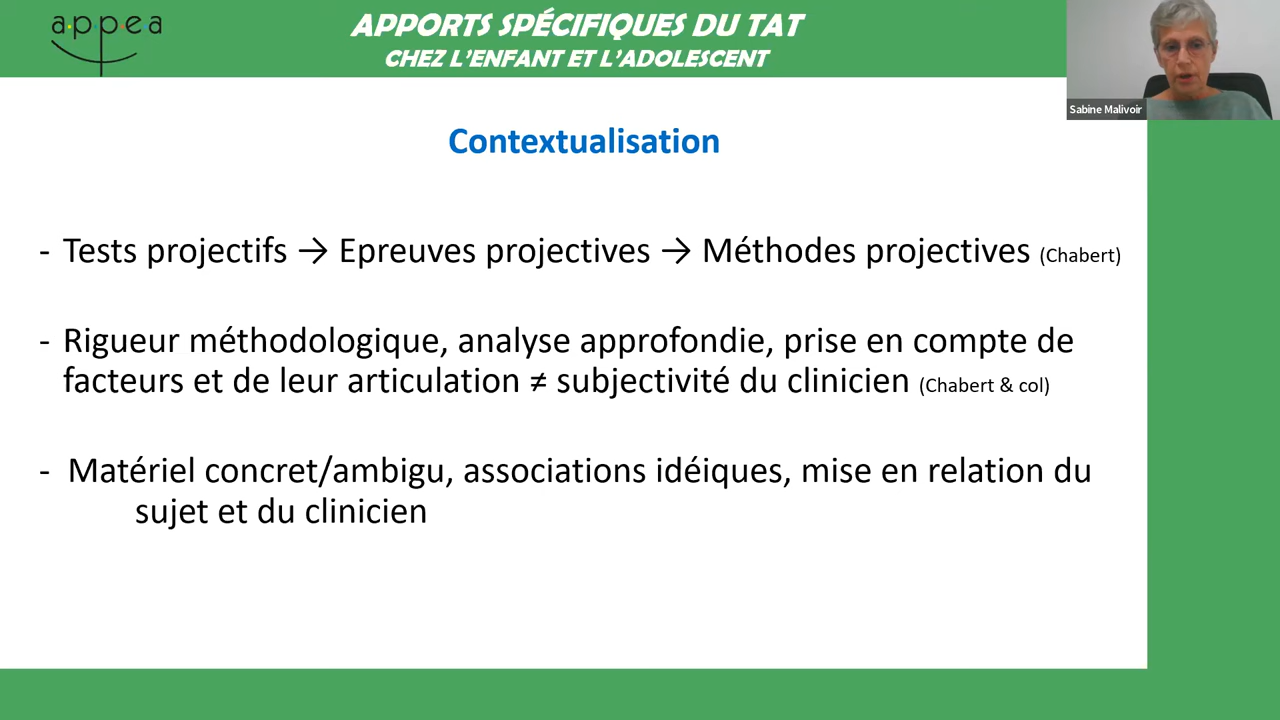 a.p.p.e.a
APPORTS SPÉCIFIQUES DU TAT
CHEZ L'ENFANT ET L'ADOLESCENT
Sabine Malivoir
Contextualisation
- Tests projectifs → Epreuves projectives → Méthodes projectives (Chabert)
- Rigueur méthodologique, analyse approfondie, prise en compte de
facteurs et de leur articulation ≠ subjectivité du clinicien (Chabert & col)
- Matériel concret/ambigu, associations idéiques, mise en relation du
sujet et du clinicien